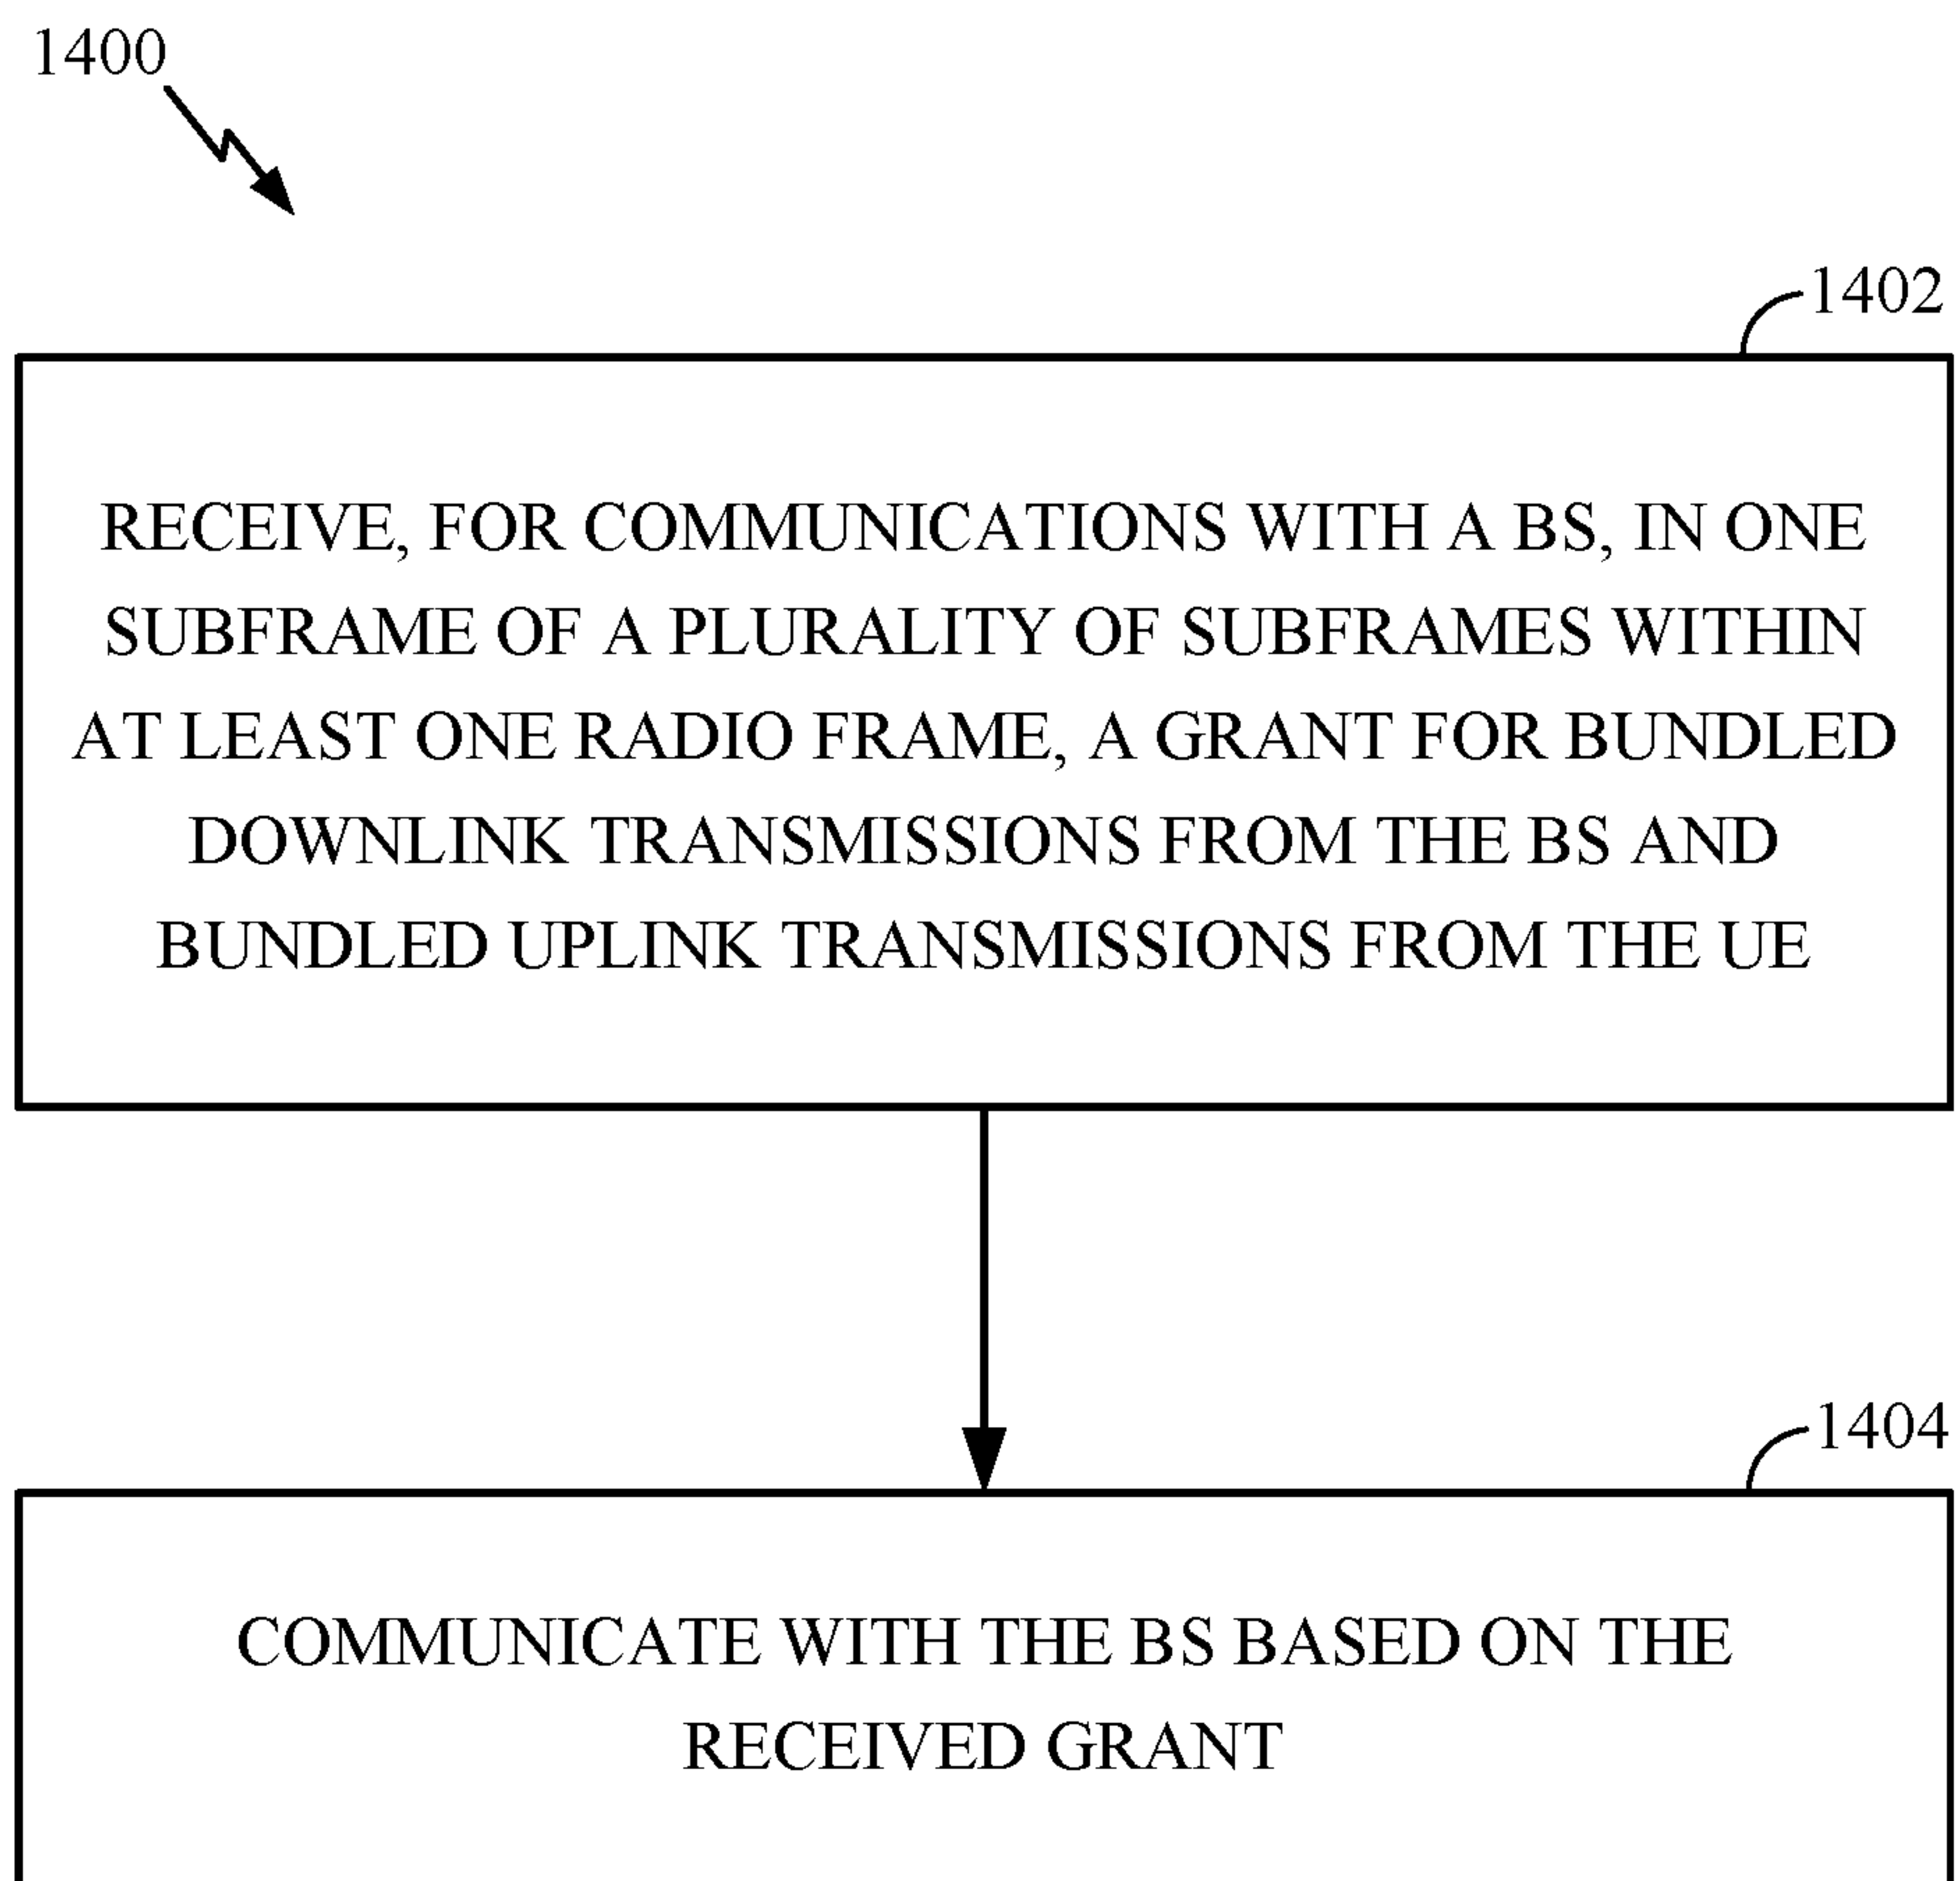 1400
1402
RECEIVE, FOR COMMUNICATIONS WITH A BS, IN ONE
SUBFRAME OF A PLURALITY OF SUBFRAMES WITHIN
AT LEAST ONE RADIO FRAME, A GRANT FOR BUNDLED
DOWNLINK TRANSMISSIONS FROM THE BS AND
BUNDLED UPLINK TRANSMISSIONS FROM THE UE
1404
COMMUNICATE WITH THE BS BASED ON THE
RECEIVED GRANT